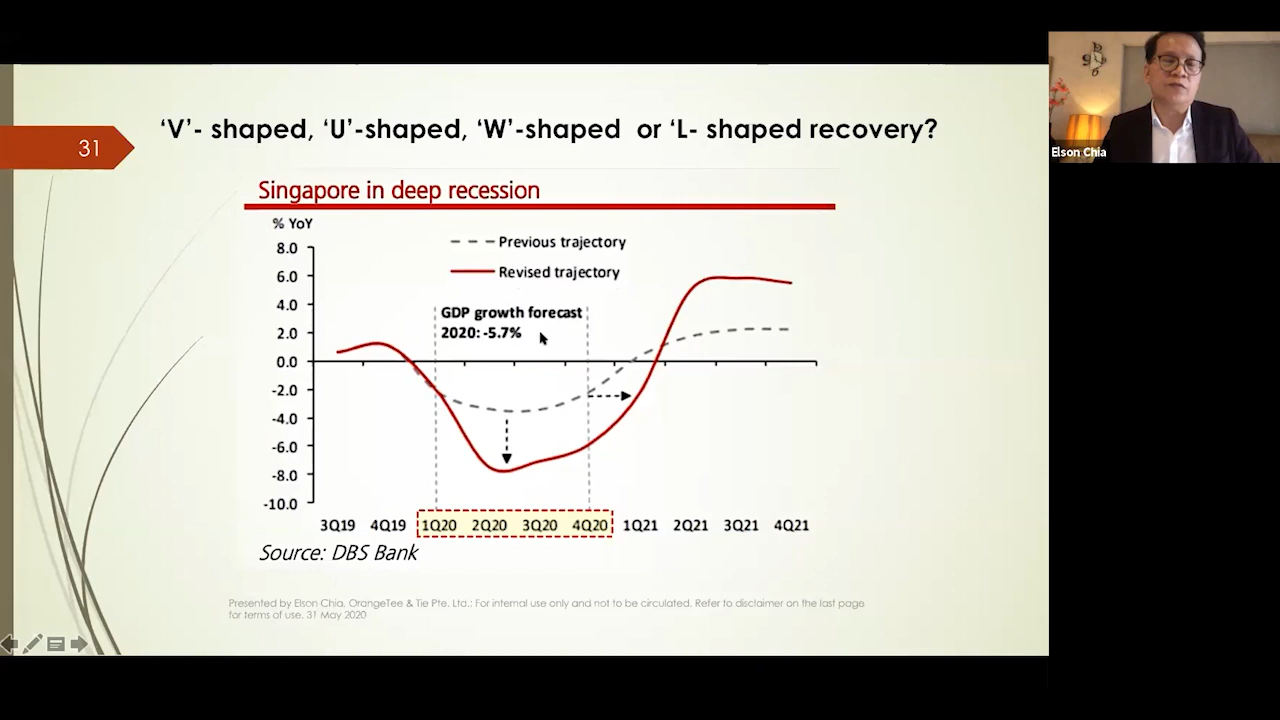 ‘V’- shaped, ‘U’-shaped, ‘W’-shaped or ‘L- shaped recovery?
31
Elson Chia
Singapore in deep recession
% YoY
8.0
6.0
4.0
2.0
0.0
-2.0
-4.0
-6.0
-8.0
-10.0
Previous trajectory
Revised trajectory
GDP growth forecast
2020: -5.7%
3Q19 4Q19 1Q20 2Q20 3Q20 4Q20 1Q21 2Q21 3Q21 4Q21
Source: DBS Bank
Presented by Elson Chia, OrangeTee & Tie Pte. Ltd.; For internal use only and not to be circulated. Refer to disclaimer on the last page
for terms of use. 31 May 2020